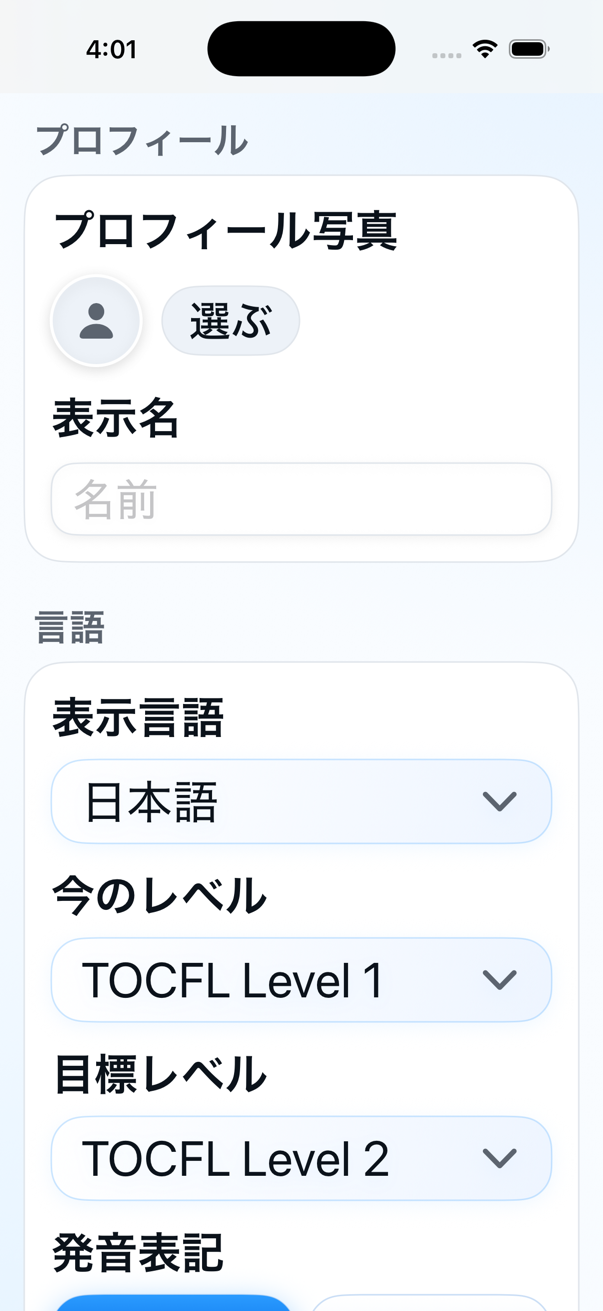 4:01
プロフィール
プロフィール写真
選ぶ
表示名
名前
言語
表示言語
日本語
今のレベル
TOCFL Level 1
目標レベル
TOCFL Level 2
発音表記